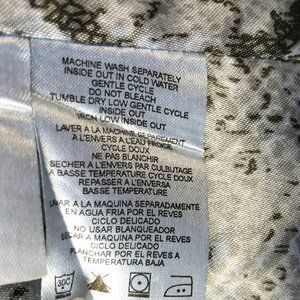 MACHINE WASH SEPARATELY
INSIDE OUT IN COLD WATER
GENTLE CYCLE
DO NOT BLEACH
TUMBLE DRY LOW GENTLE CYCLE
INSIDE OUT
IRON LOW INSIDE OUT
LAVER A LA MACHINE SEPAREMENT
A L'ENVERS A L'EAU FROIDE
CYCLE DOUX
NE PAS BLANCHIR
SECHER A L'ENVERS PAR CULBUTAGE
A BASSE TEMPERATURE CYCLE DOUX
REPASSER A L'ENVERS
BASSE TEMPERATURE
LAVAR A LA MAQUINA SEPARADAMENTE
EN AGUA FRIA POR EL REVES
CICLO DELICADO
NO USAR BLANQUEADOR
SECAR A MAQUINA POR EL REVES
CICLO DELICADO
PLANCHAR POR EL REVES A
TEMPERATURA BAJA